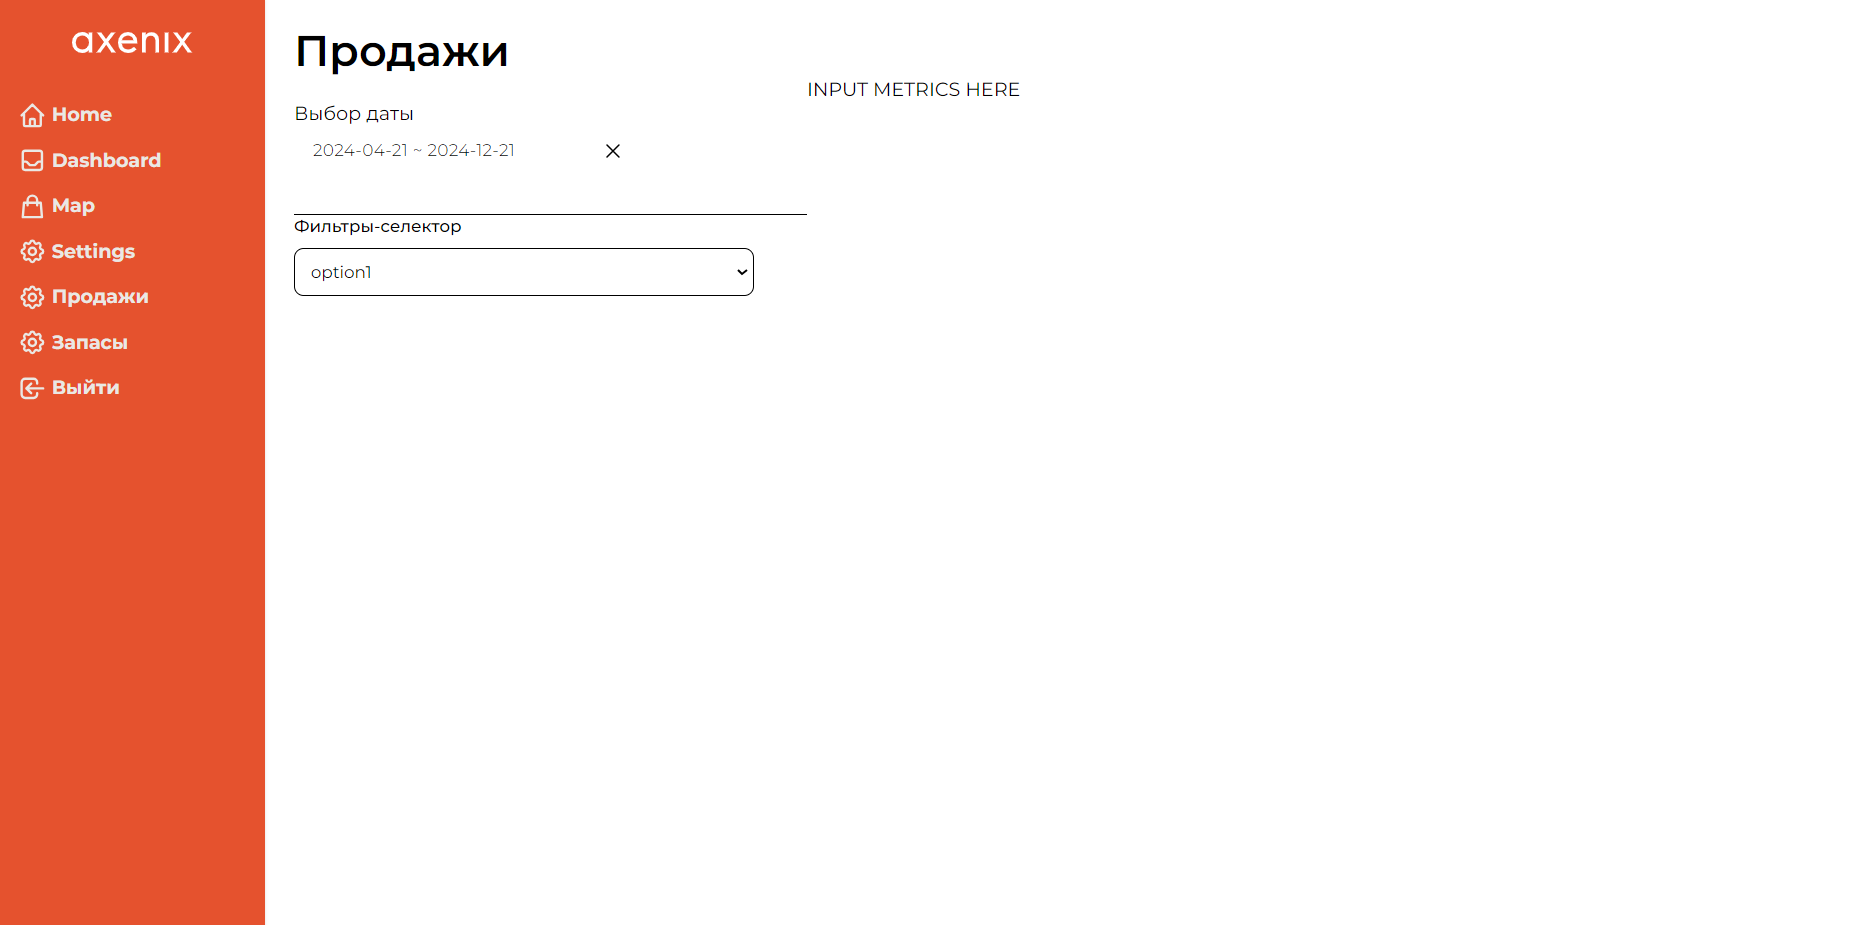 axenix
Home
Dashboard
Map
Settings
Продажи
Запасы
Выйти
Продажи
INPUT METRICS HERE
Выбор даты
2024-04-21 ~ 2024-12-21
Фильтры-селектор
option1